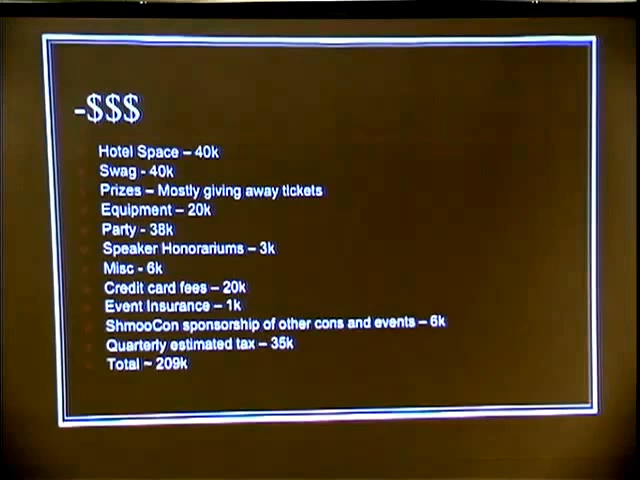 -$$$
Hotel Space – 40k
Swag - 40k
Prizes – Mostly giving away tickets
Equipment – 20k
Party - 38k
Speaker Honorariums – 3k
Misc - 6k
Credit card fees – 20k
Event Insurance – 1k
ShmooCon sponsorship of other cons and events – 6k
Quarterly estimated tax – 35k
Total ~ 209k